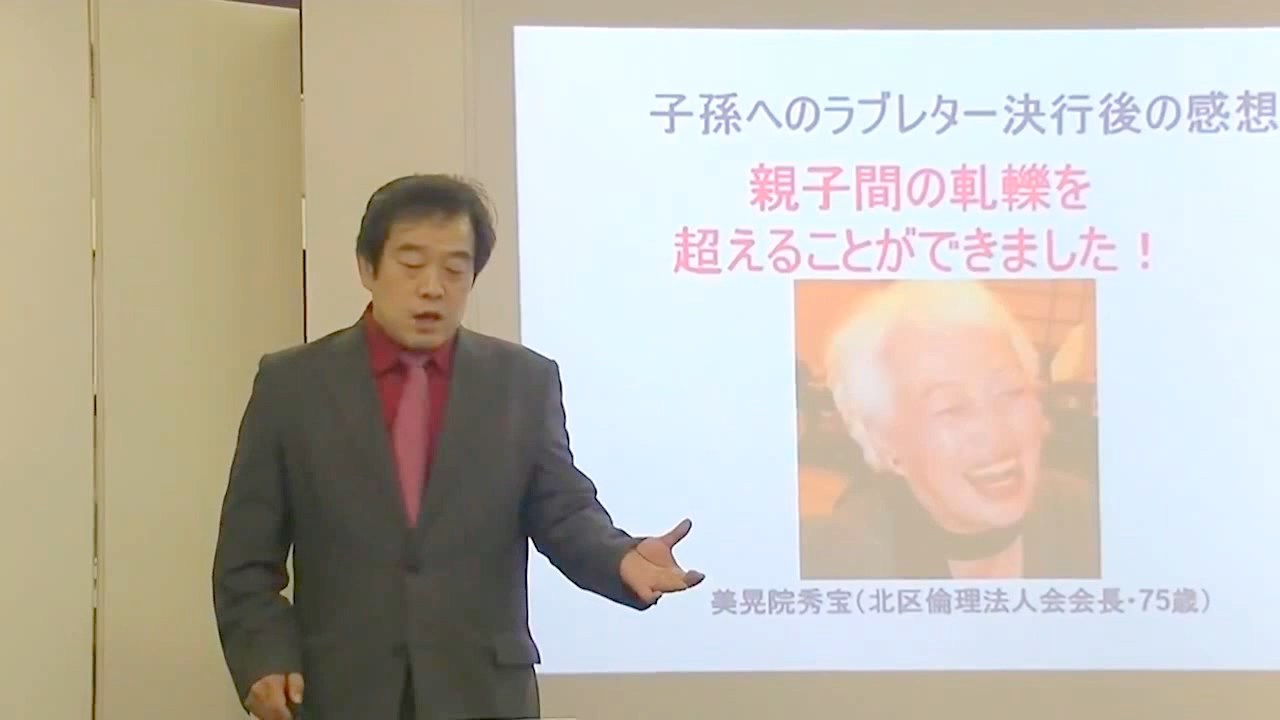 子孫へのラブレター決行後の感想
親子間の軋轢を
超えることができました！
美晃院秀宝（北区倫理法人会会長・75歳）